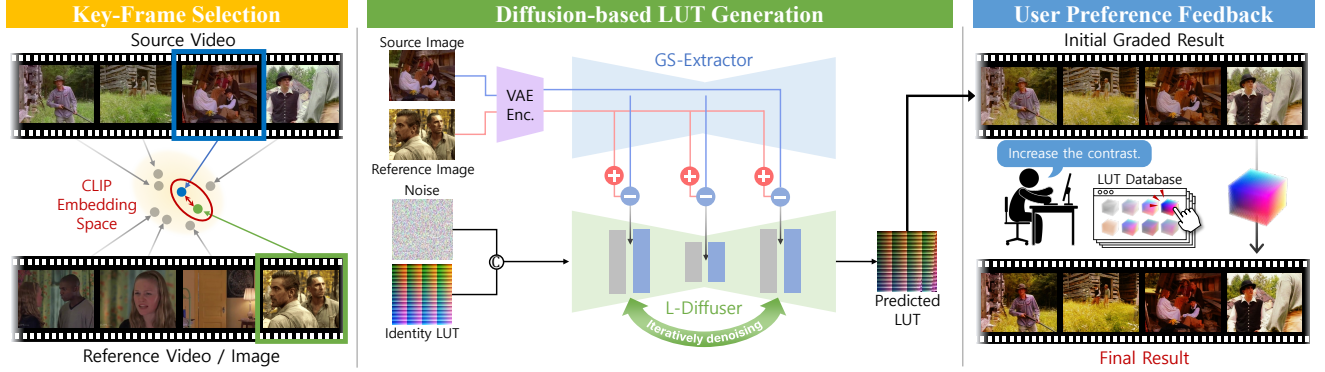 Key-Frame Selection
Source Video
CLIP
Embedding
Space
Reference Video / Image
Diffusion-based LUT Generation
Source Image
Reference Image
VAE
Enc.
GS-Extractor
Noise
Identity LUT
C
L-Diffuser
Iteratively denoising
Predicted
LUT
User Preference Feedback
Initial Graded Result
Increase the contrast.
LUT Database
Final Result